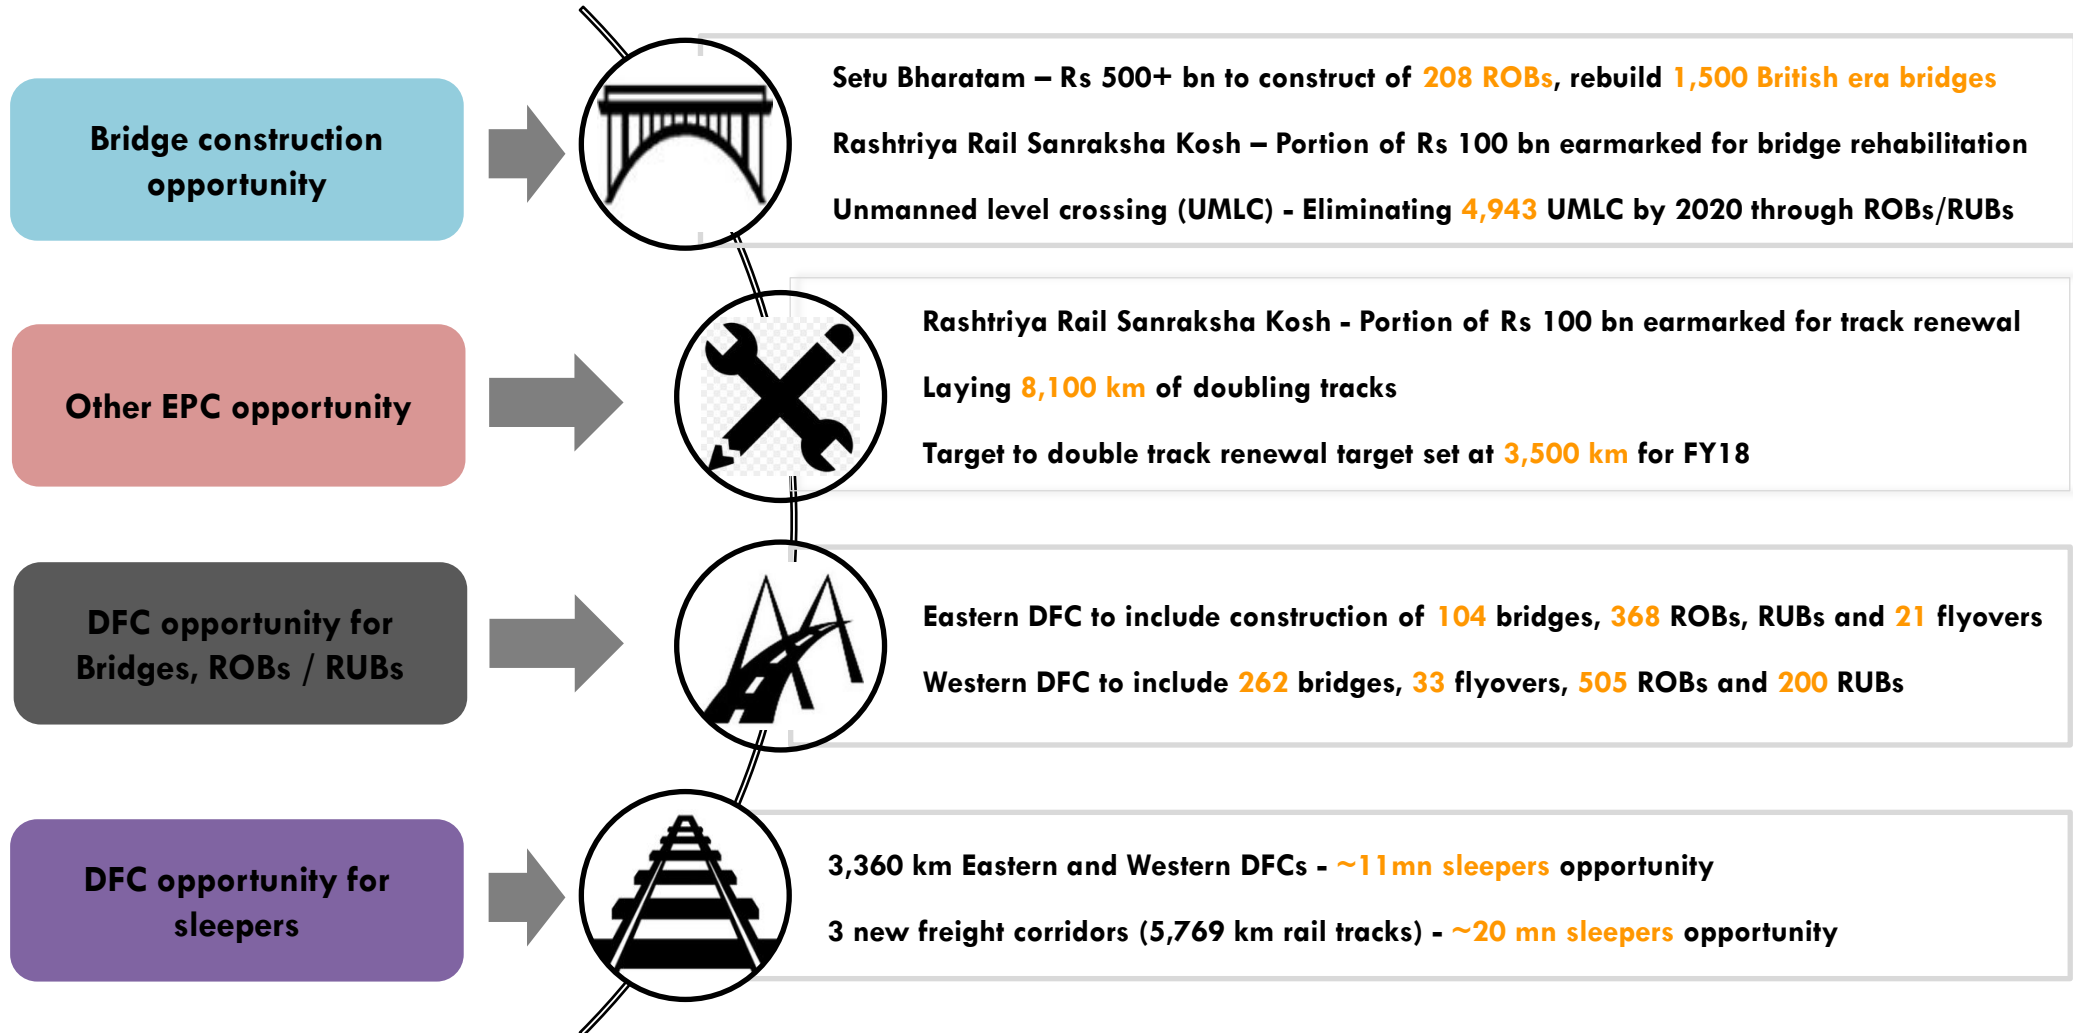 Bridge construction
opportunity
Setu Bharatam – Rs 500+ bn to construct of 208 ROBs, rebuild 1,500 British era bridges
Rashtriya Rail Sanraksha Kosh – Portion of Rs 100 bn earmarked for bridge rehabilitation
Unmanned level crossing (UMLC) - Eliminating 4,943 UMLC by 2020 through ROBs/RUBs
Other EPC opportunity
Rashtriya Rail Sanraksha Kosh - Portion of Rs 100 bn earmarked for track renewal
Laying 8,100 km of doubling tracks
Target to double track renewal target set at 3,500 km for FY18
DFC opportunity for
Bridges, ROBs / RUBs
Eastern DFC to include construction of 104 bridges, 368 ROBs, RUBs and 21 flyovers
Western DFC to include 262 bridges, 33 flyovers, 505 ROBs and 200 RUBs
DFC opportunity for
sleepers
3,360 km Eastern and Western DFCs - ~11mn sleepers opportunity
3 new freight corridors (5,769 km rail tracks) - ~20 mn sleepers opportunity